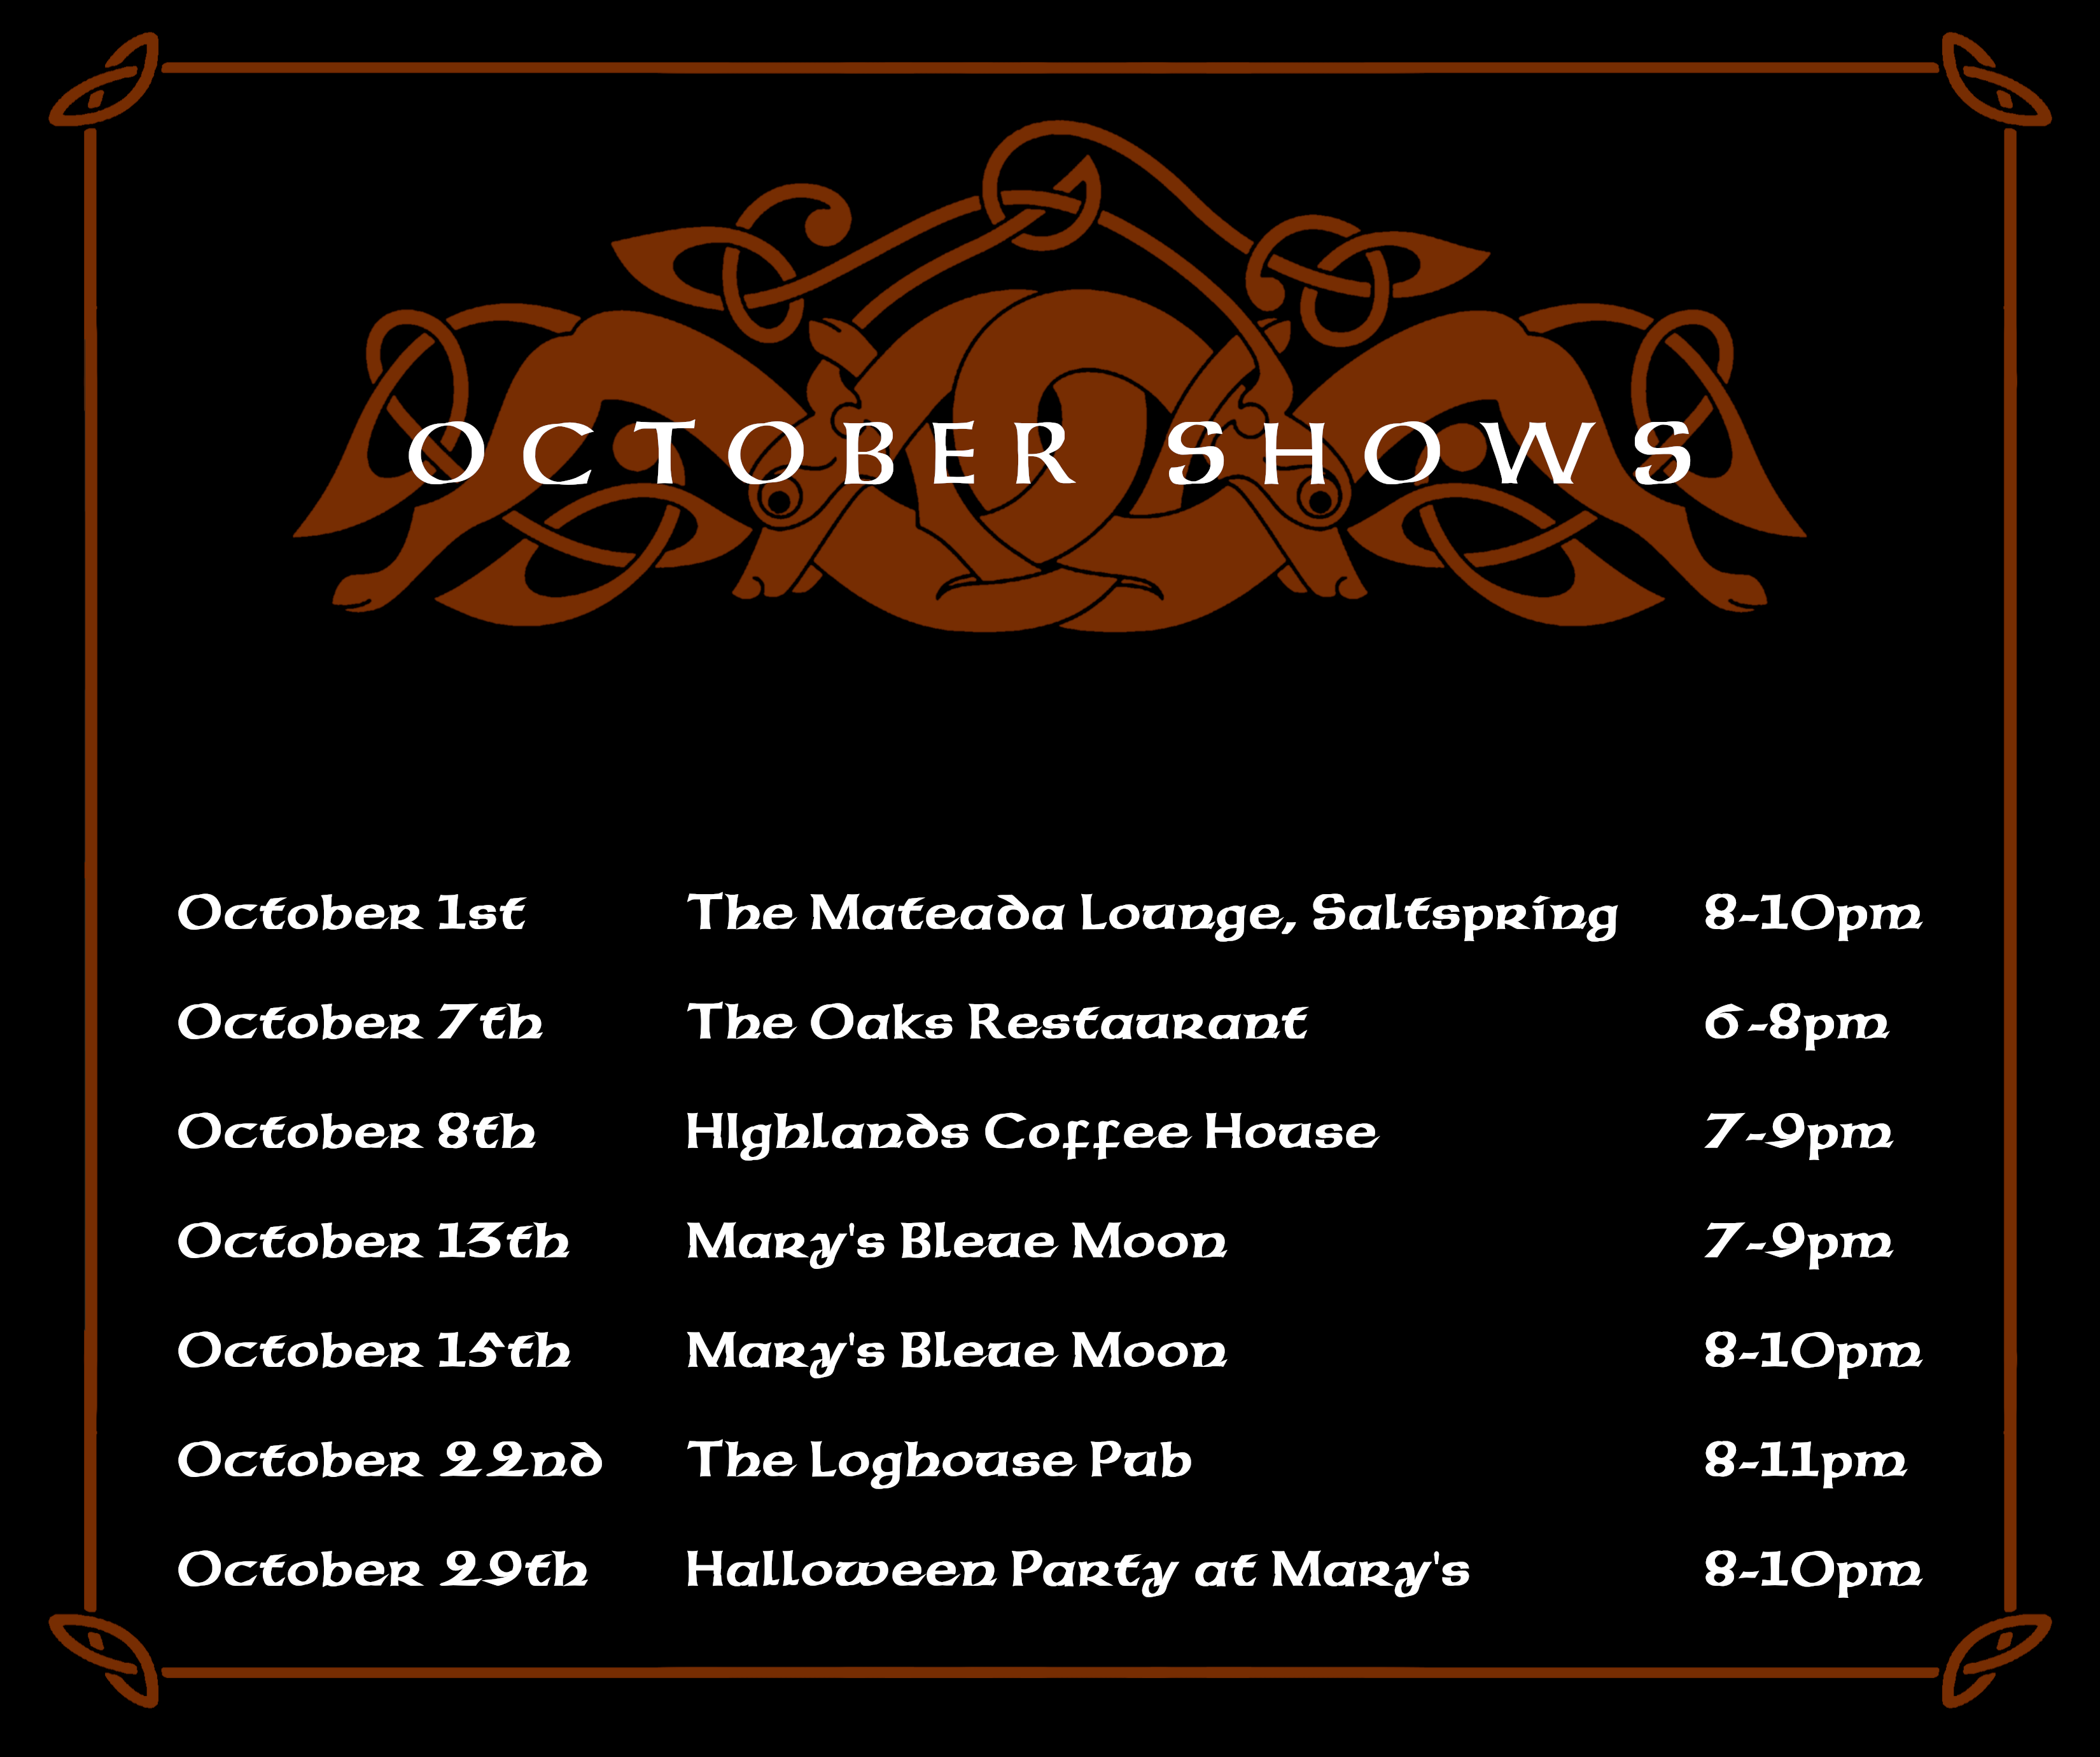 OCTOBER SHOWS
October 1st The Mateada Lounge, Saltspring 8-10pm
October 7th The Oaks Restaurant 6-8pm
October 8th HIghlands Coffee House 7-9pm
October 13th Mary's Bleue Moon 7-9pm
October 15th Mary's Bleue Moon 8-10pm
October 22nd The Loghouse Pub 8-11pm
October 29th Halloween Party at Mary's 8-10pm